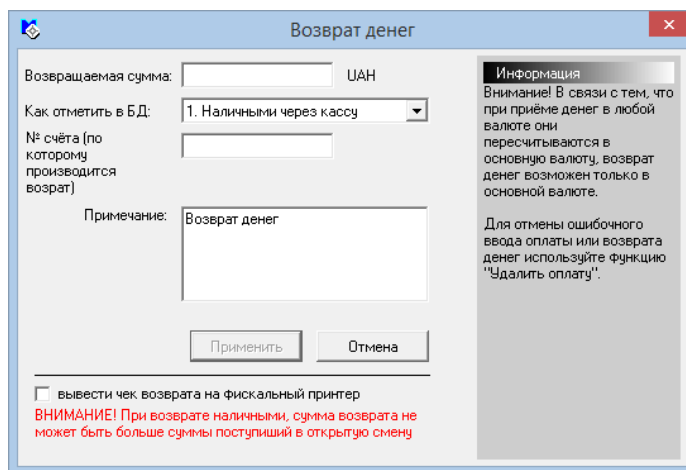 Возврат денег
Возвращаемая сумма:
UAH
Как отметить в БД:
1. Наличными через кассу
№ счёта (по
которому
производится
возрат)
Примечание:
Возврат денег
Применить
Отмена
вывести чек возврата на фискальный принтер
ВНИМАНИЕ! При возврате наличными, сумма возврата не
может быть больше суммы поступиший в открытую смену
Информация
Внимание! В связи с тем, что
при приёме денег в любой
валюте они
пересчитываются в
основную валюту, возврат
денег возможен только в
основной валюте.
Для отмены ошибочного
ввода оплаты или возврата
денег используйте функцию
"Удалить оплату".